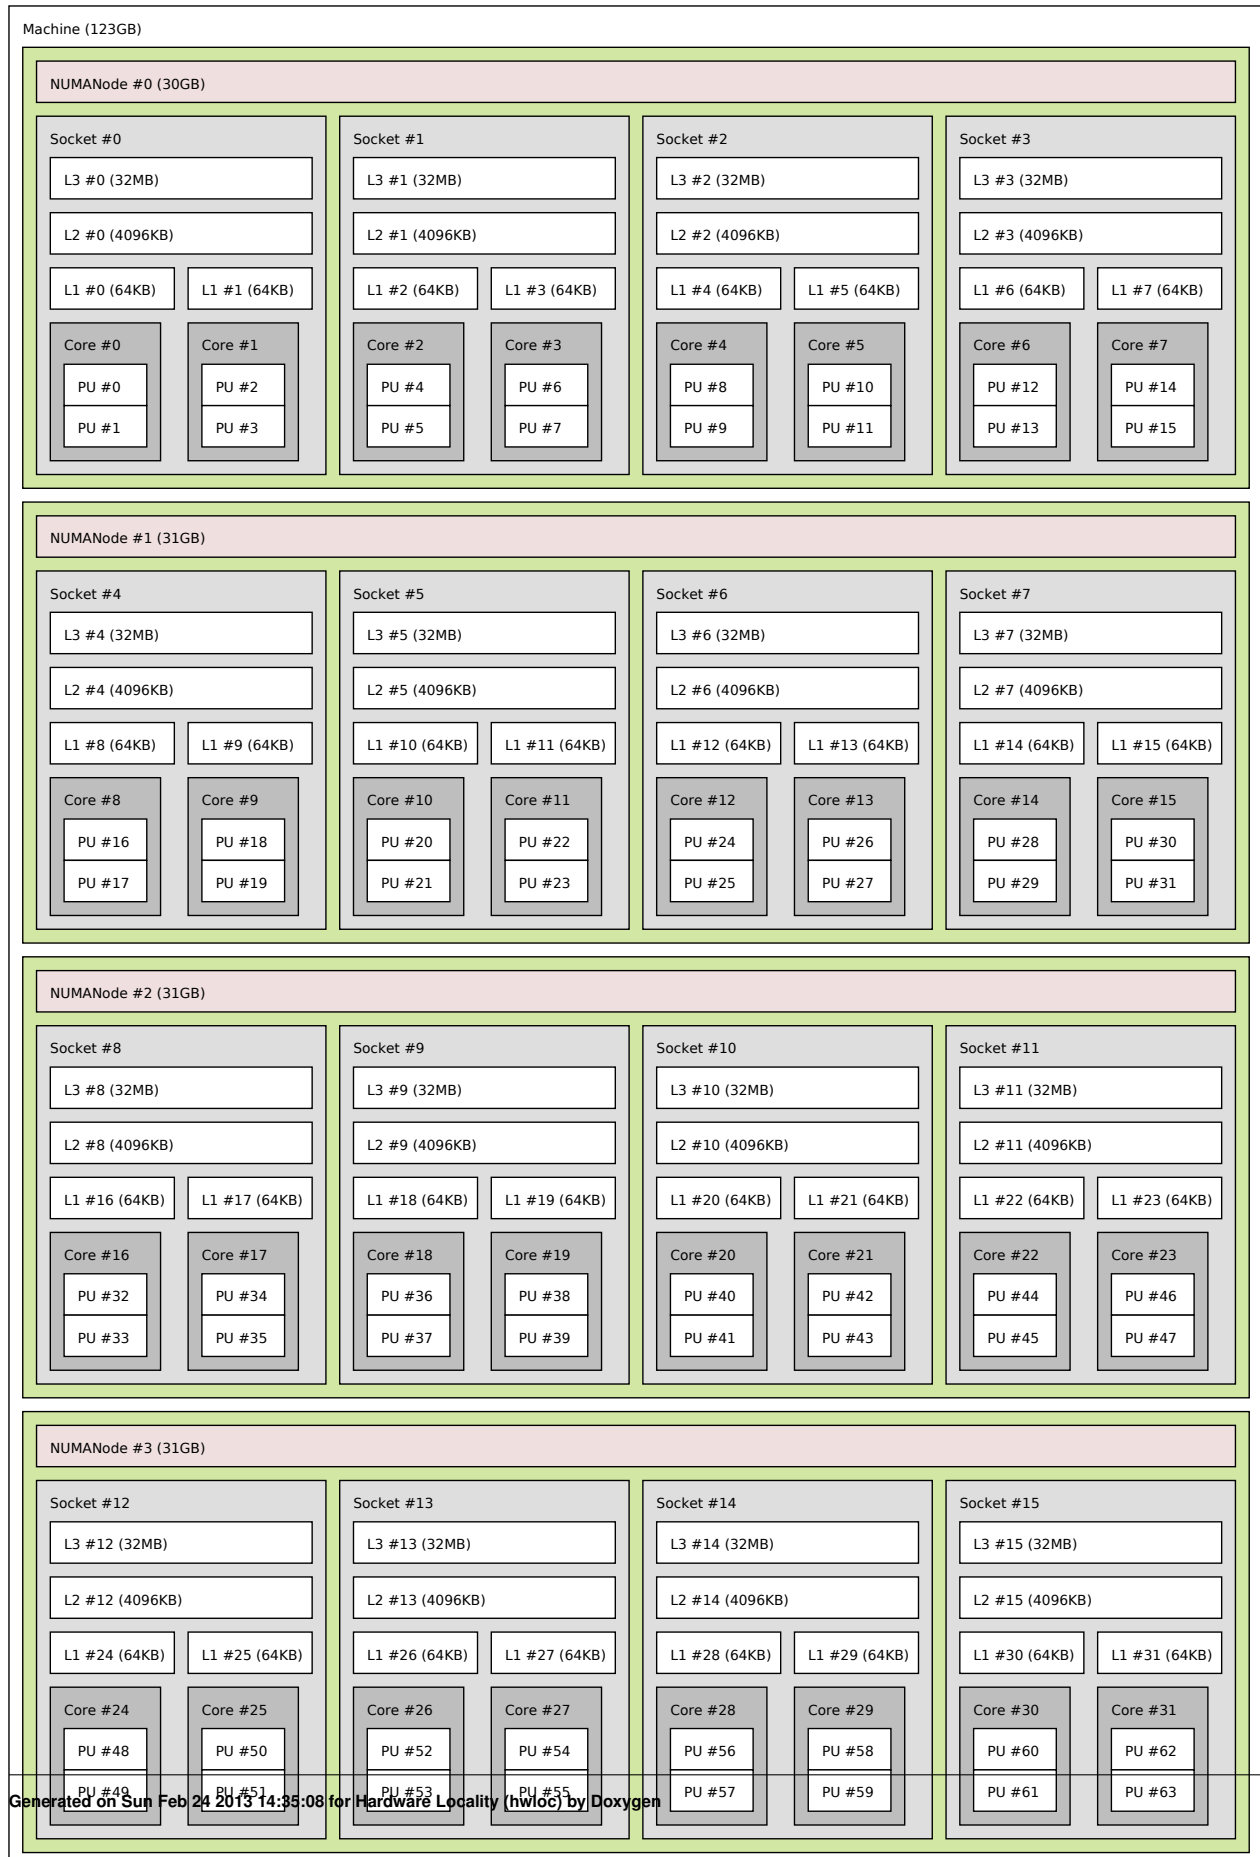 Machine (123GB)
NUMANode #0 (30GB)
Socket #0 Socket #1 Socket #2 Socket #3
L3 #0 (32MB) L3 #1 (32MB) L3 #2 (32MB) L3 #3 (32MB)
L2 #0 (4096KB) L2 #1 (4096KB) L2 #2 (4096KB) L2 #3 (4096KB)
L1 #0 (64KB) L1 #1 (64KB) L1 #2 (64KB) L1 #3 (64KB) L1 #4 (64KB) L1 #5 (64KB) L1 #6 (64KB) L1 #7 (64KB)
Core #0 Core #1 Core #2 Core #3 Core #4 Core #5 Core #6 Core #7
PU #0 PU #2 PU #4 PU #6 PU #8 PU #10 PU #12 PU #14
PU #1 PU #3 PU #5 PU #7 PU #9 PU #11 PU #13 PU #15
NUMANode #1 (31GB)
Socket #4 Socket #5 Socket #6 Socket #7
L3 #4 (32MB) L3 #5 (32MB) L3 #6 (32MB) L3 #7 (32MB)
L2 #4 (4096KB) L2 #5 (4096KB) L2 #6 (4096KB) L2 #7 (4096KB)
L1 #8 (64KB) L1 #9 (64KB) L1 #10 (64KB) L1 #11 (64KB) L1 #12 (64KB) L1 #13 (64KB) L1 #14 (64KB) L1 #15 (64KB)
Core #8 Core #9 Core #10 Core #11 Core #12 Core #13 Core #14 Core #15
PU #16 PU #18 PU #20 PU #22 PU #24 PU #26 PU #28 PU #30
PU #17 PU #19 PU #21 PU #23 PU #25 PU #27 PU #29 PU #31
NUMANode #2 (31GB)
Socket #8 Socket #9 Socket #10 Socket #11
L3 #8 (32MB) L3 #9 (32MB) L3 #10 (32MB) L3 #11 (32MB)
L2 #8 (4096KB) L2 #9 (4096KB) L2 #10 (4096KB) L2 #11 (4096KB)
L1 #16 (64KB) L1 #17 (64KB) L1 #18 (64KB) L1 #19 (64KB) L1 #20 (64KB) L1 #21 (64KB) L1 #22 (64KB) L1 #23 (64KB)
Core #16 Core #17 Core #18 Core #19 Core #20 Core #21 Core #22 Core #23
PU #32 PU #34 PU #36 PU #38 PU #40 PU #42 PU #44 PU #46
PU #33 PU #35 PU #37 PU #39 PU #41 PU #43 PU #45 PU #47
NUMANode #3 (31GB)
Socket #12 Socket #13 Socket #14 Socket #15
L3 #12 (32MB) L3 #13 (32MB) L3 #14 (32MB) L3 #15 (32MB)
L2 #12 (4096KB) L2 #13 (4096KB) L2 #14 (4096KB) L2 #15 (4096KB)
L1 #24 (64KB) L1 #25 (64KB) L1 #26 (64KB) L1 #27 (64KB) L1 #28 (64KB) L1 #29 (64KB) L1 #30 (64KB) L1 #31 (64KB)
Core #24 Core #25 Core #26 Core #27 Core #28 Core #29 Core #30 Core #31
PU #48 PU #50 PU #52 PU #54 PU #56 PU #58 PU #60 PU #62
PU #49 PU #51 PU #53 PU #55 PU #57 PU #59 PU #61 PU #63
Generated on Sun Feb 24 2013 14:35:08 for Hardware Locality (hwloc) by Doxygen